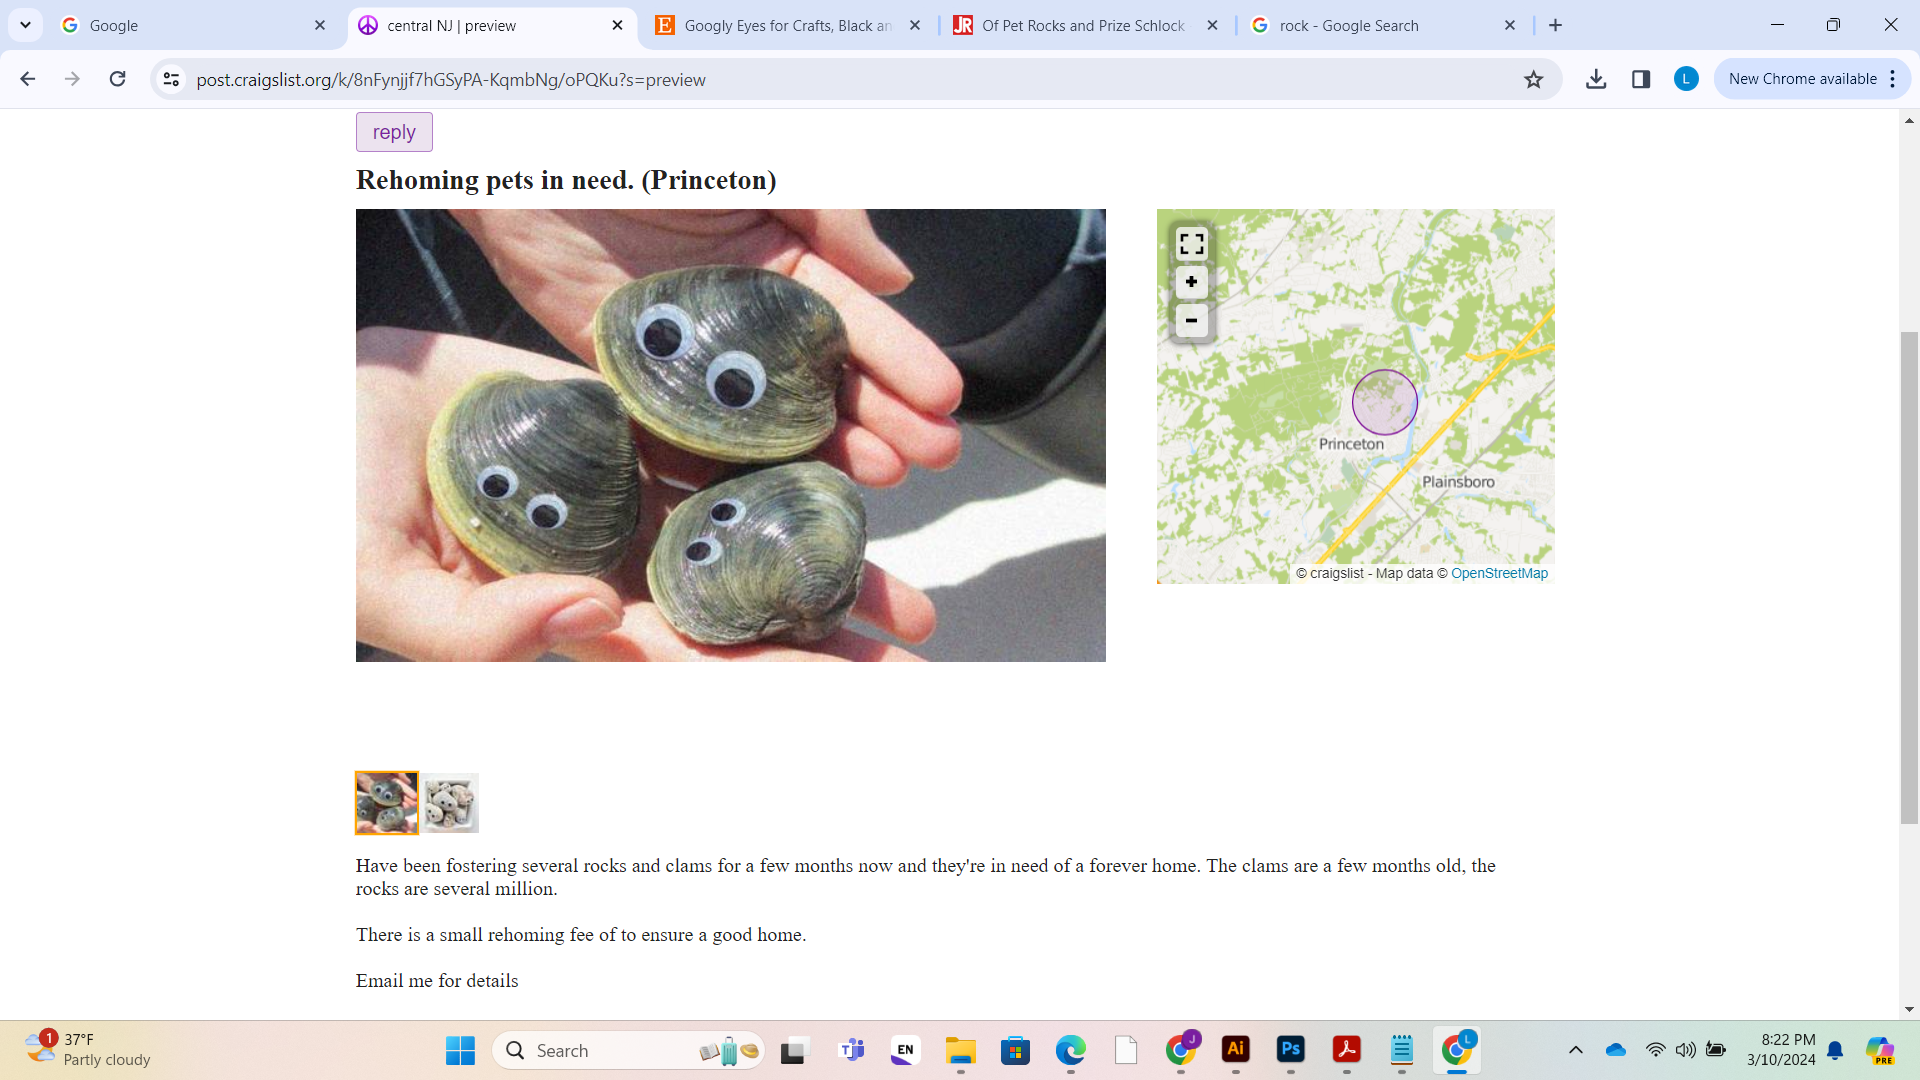 Google
central NJ | preview
Googly Eyes for Crafts, Black an
JR
Of Pet Rocks and Prize Schlock
rock - Google Search
post.craigslist.org/k/8nFynjjf7hGSyPA-KqmbNg/oPQKu?s=preview
L
New Chrome available
reply
Rehoming pets in need. (Princeton)
Princeton
Plainsboro
© craigslist - Map data © OpenStreetMap
Have been fostering several rocks and clams for a few months now and they're in need of a forever home. The clams are a few months old, the
rocks are several million.
There is a small rehoming fee of to ensure a good home.
Email me for details
1
37°F
Partly cloudy
Search
EN
J
Ai
Ps
L
8:22 PM
3/10/2024
PRE